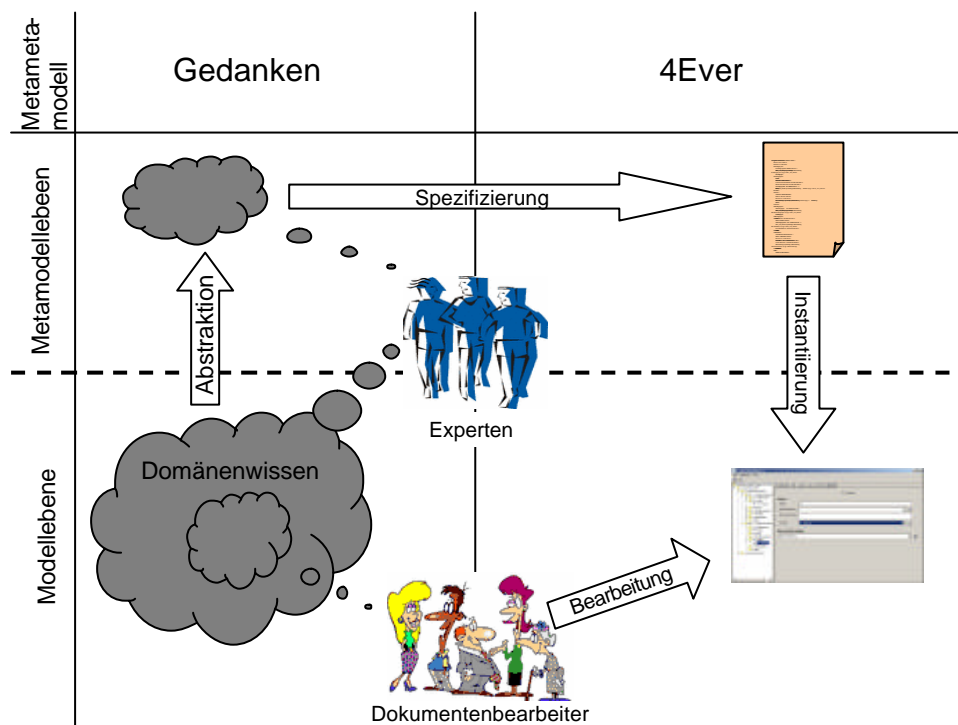 Metameta-
modell
Gedanken
4Ever
Metamodellebeen
Spezifizierung
Abstraktion
Instantiierung
Experten
Modellebene
Domänenwissen
Bearbeitung
Dokumentenbearbeiter